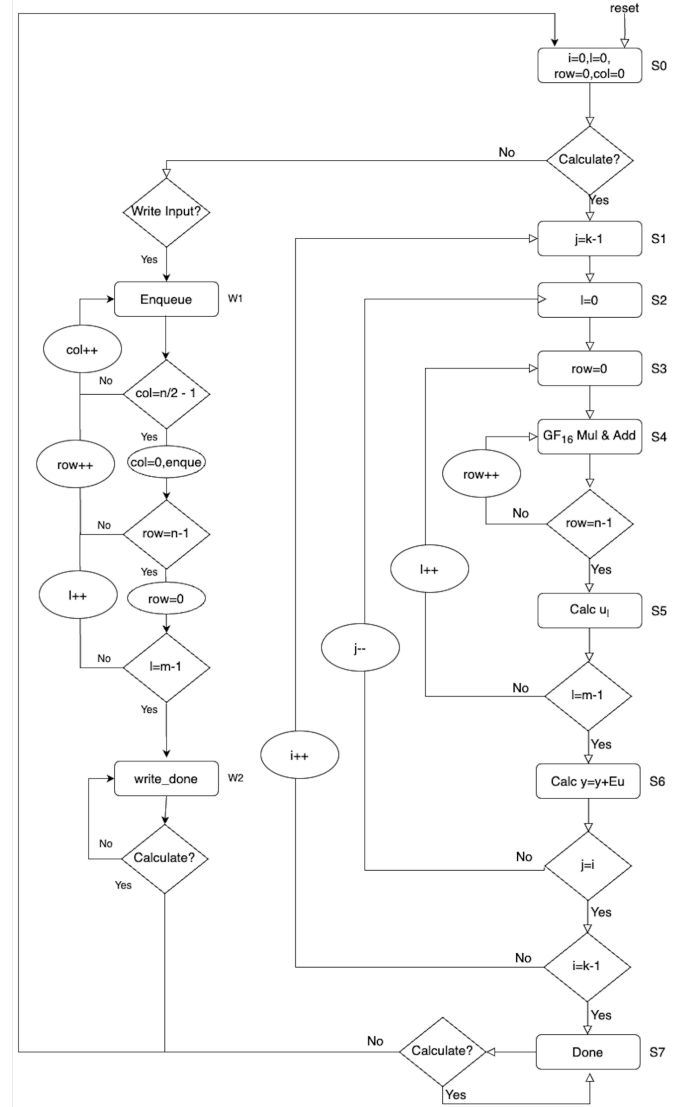 reset
i=0,l=0,
row=0,col=0
S0
Calculate?
No
Yes
Write Input?
Yes
j=k-1
S1
Enqueue
W1
l=0
S2
col++
No
col=n/2 - 1
Yes
row=0
S3
row++
col=0,enque
GF₁₆ Mul & Add
S4
row++
No
row=n-1
Yes
No
row=n-1
Yes
l++
row=0
l++
Calc uₗ
S5
No
l=m-1
Yes
j--
No
l=m-1
Yes
i++
write_done
W2
Calc y=y+Eu
S6
No
Calculate?
Yes
No
j=i
Yes
No
i=k-1
Yes
No
Calculate?
Yes
Done
S7